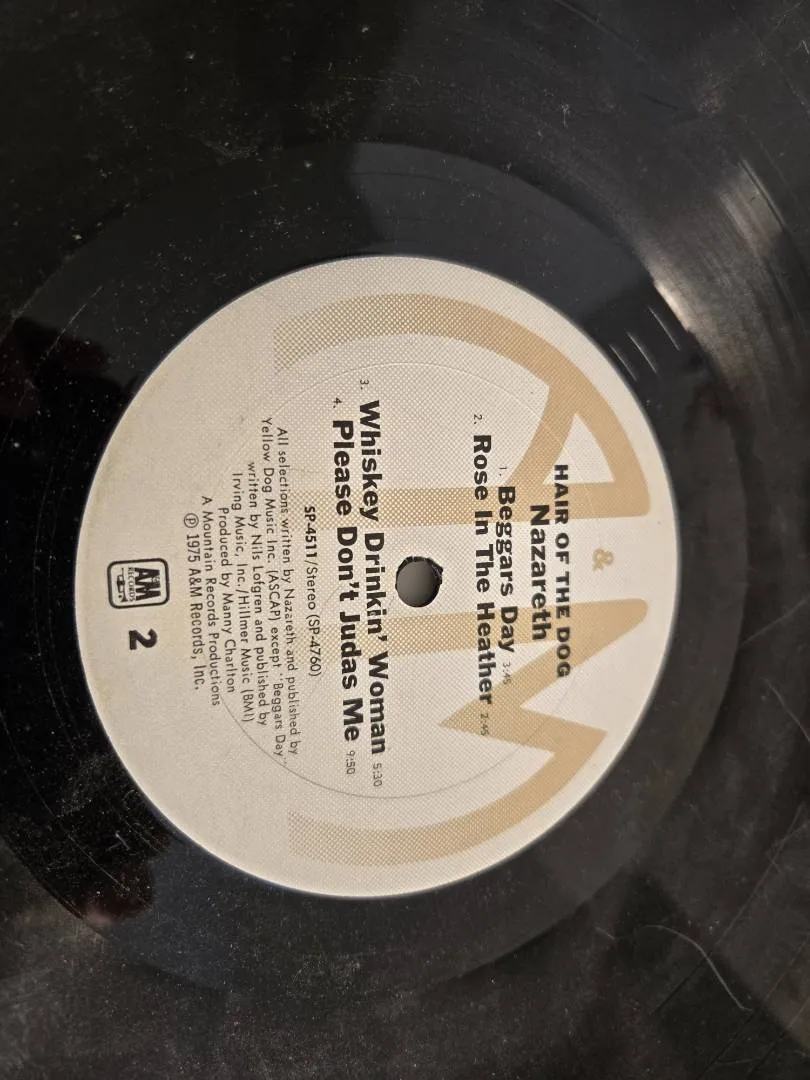 A & M
HAIR OF THE DOG
Nazareth
1. Beggars Day 3:45
2. Rose In The Heather 2:45
3. Whiskey Drinkin' Woman 5:30
4. Please Don't Judas Me 9:50
SP-4511/Stereo (SP-4760)
All selections written by Nazareth and published by
Yellow Dog Music Inc. (ASCAP) except "Beggars Day"
written by Nils Lofgren and published by
Irving Music, Inc./Hillmer Music (BMI)
Produced by Manny Charlton
A Mountain Records Productions
℗ 1975 A&M Records, Inc.
AM RECORDS
2